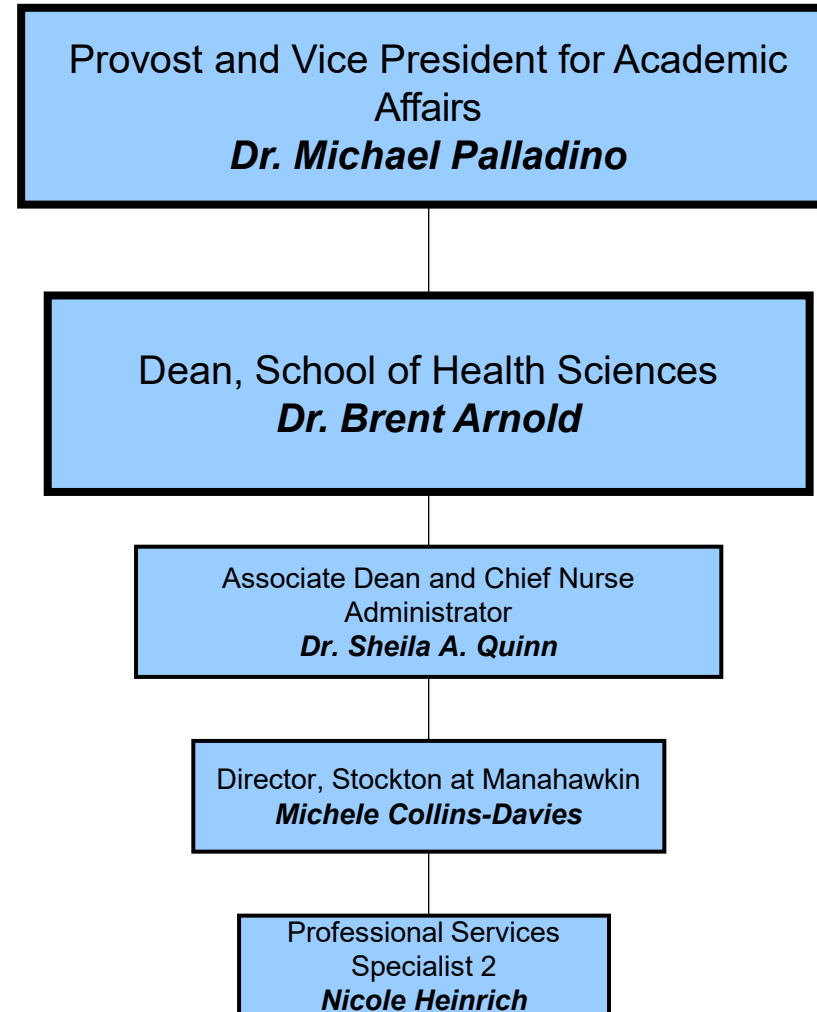 Provost and Vice President for Academic
Affairs
Dr. Michael Palladino
Dean, School of Health Sciences
Dr. Brent Arnold
Associate Dean and Chief Nurse
Administrator
Dr. Sheila A. Quinn
Director, Stockton at Manahawkin
Michele Collins-Davies
Professional Services
Specialist 2
Nicole Heinrich